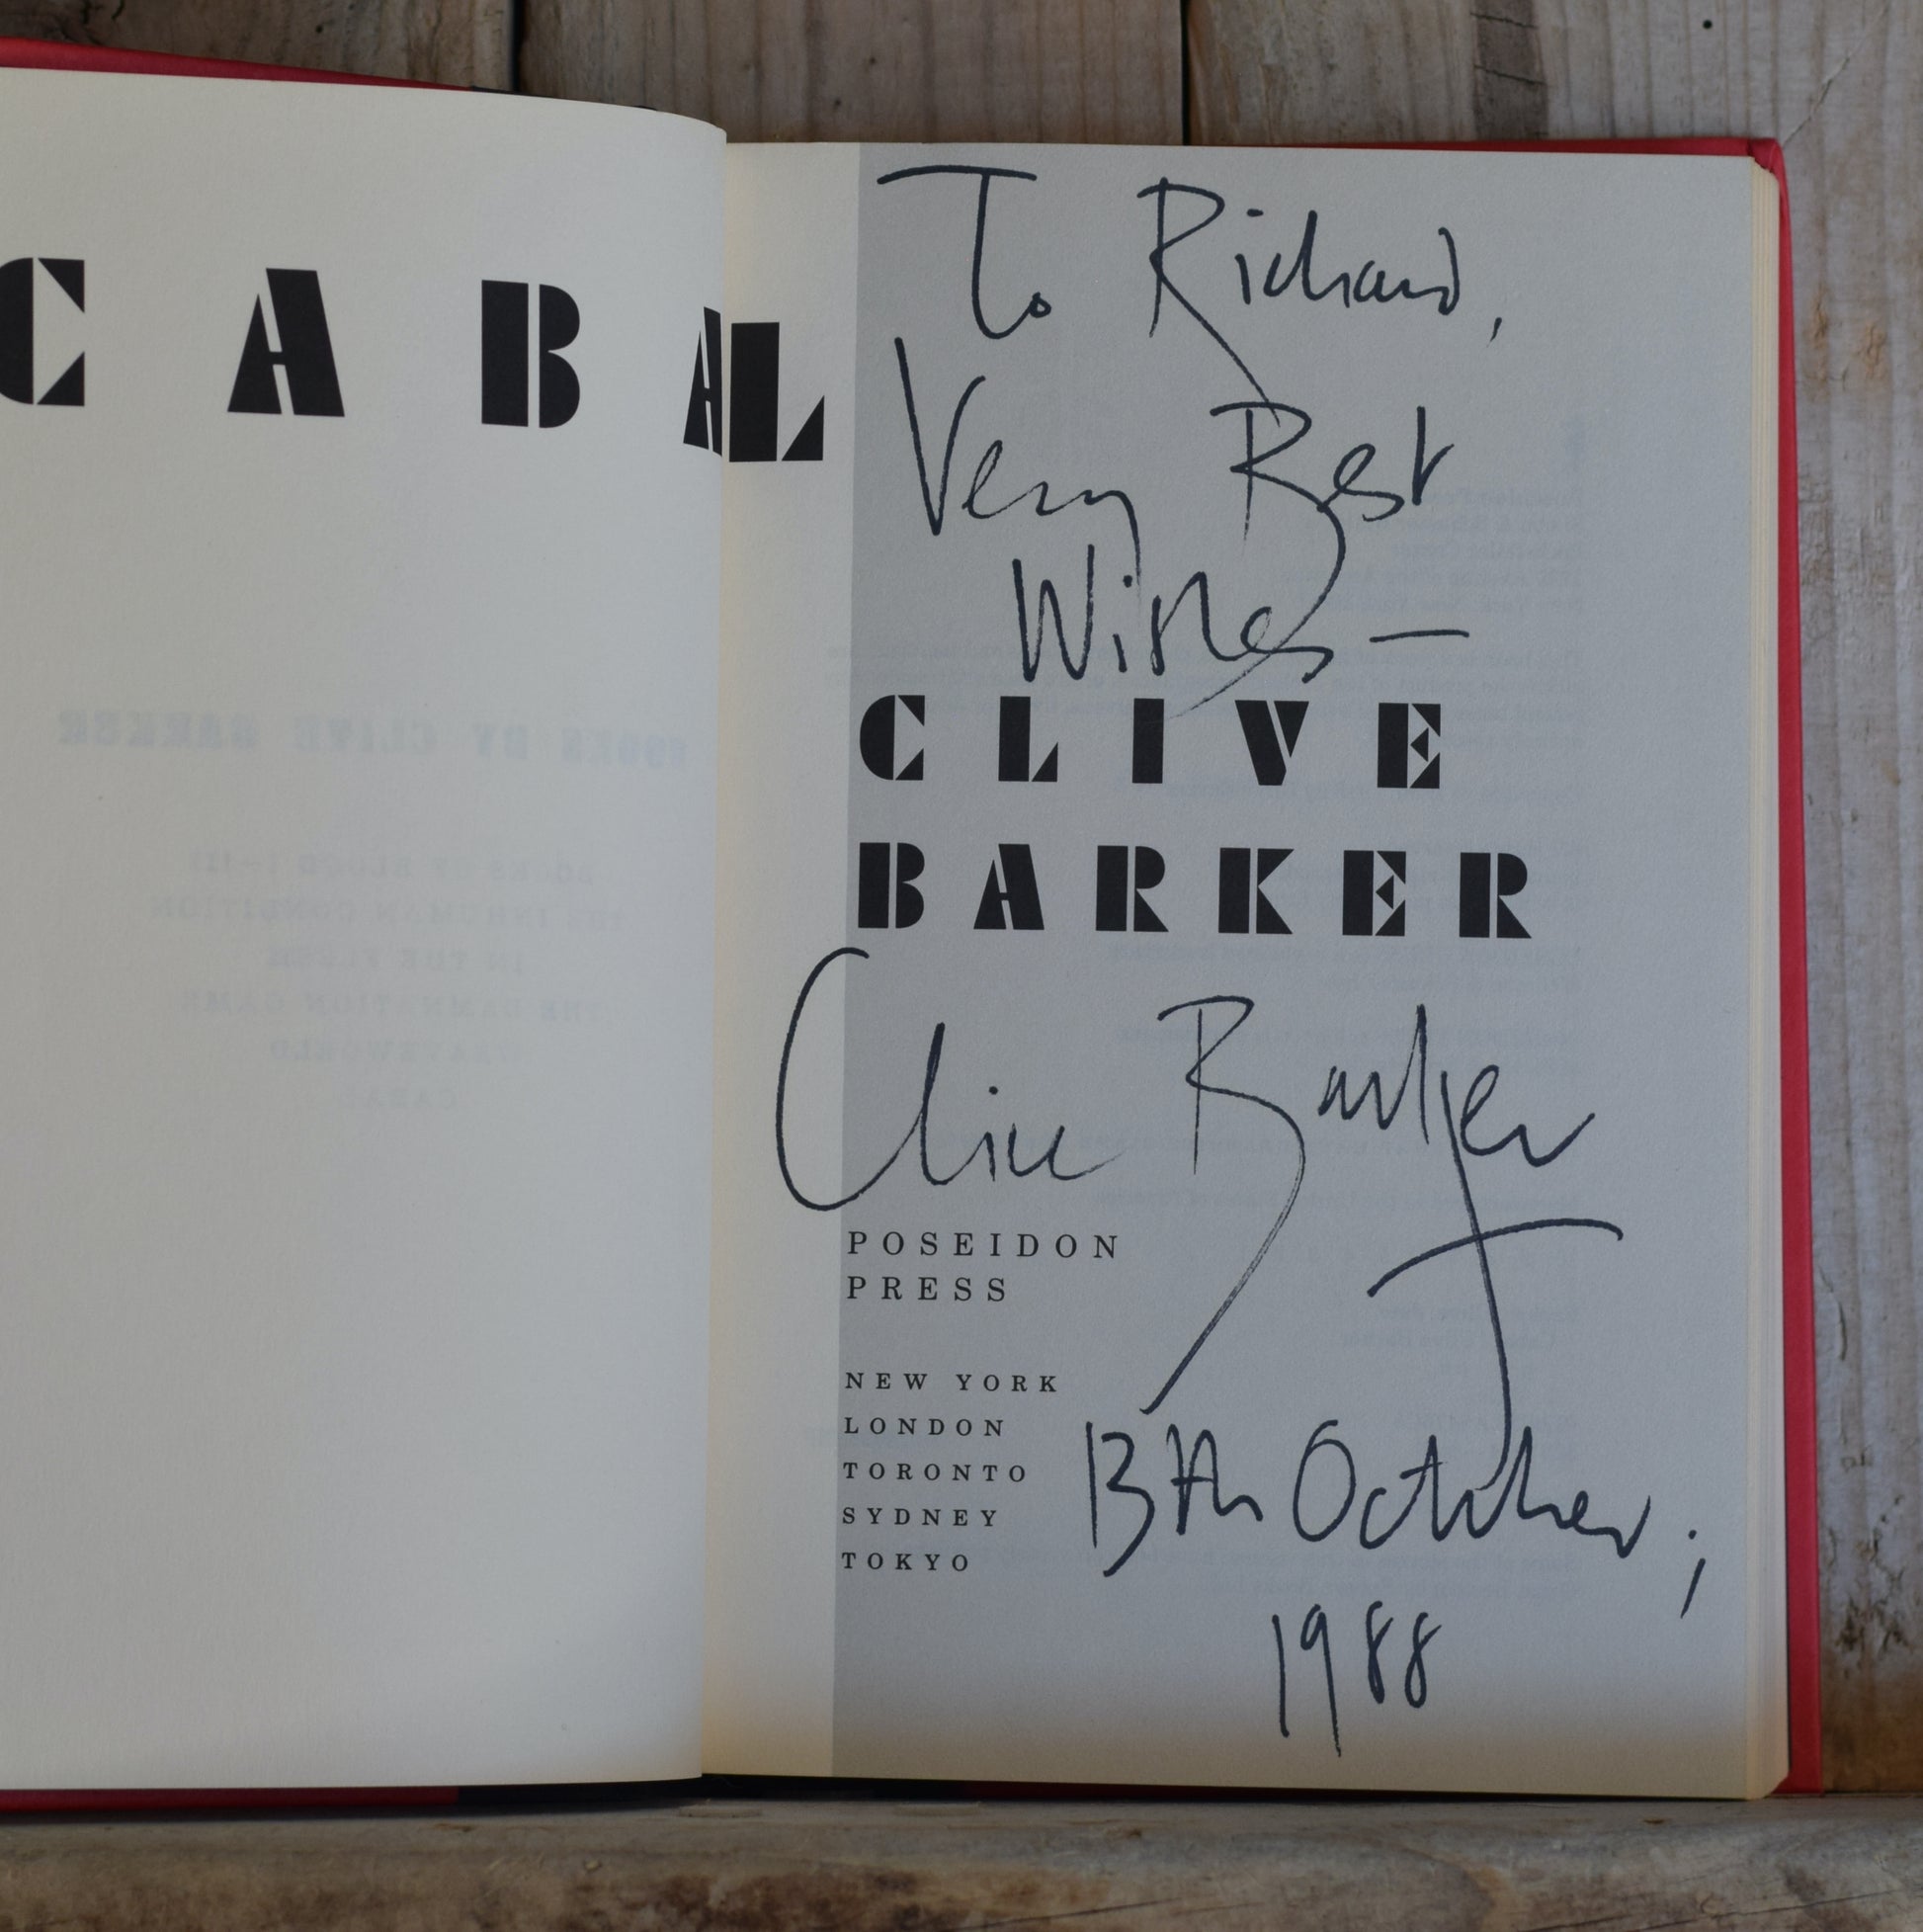 CABAL
To Richard,
Very Best
Wishes —
CLIVE
BARKER
Clive Barker
POSEIDON
PRESS
NEW YORK
LONDON
TORONTO
SYDNEY
TOKYO
13th October,
1988